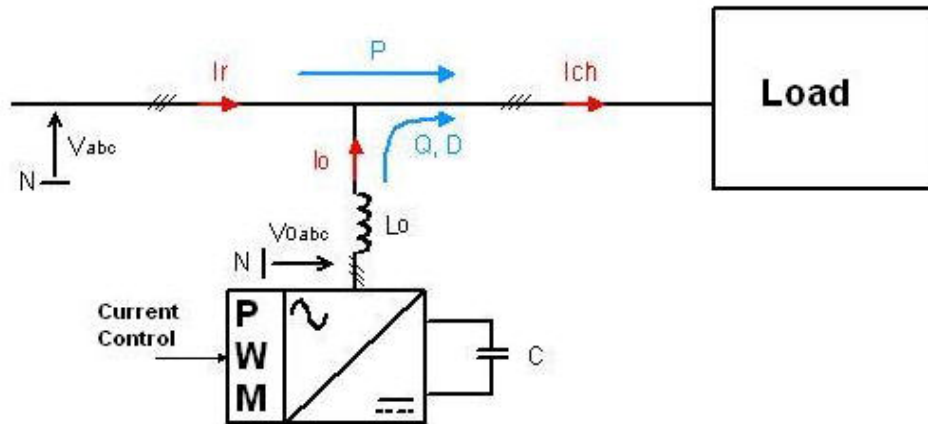 P
Ir
Ich
Load
Vabc
N
Io
Q, D
Lo
V0abc
N
Current
Control
P
W
M
C